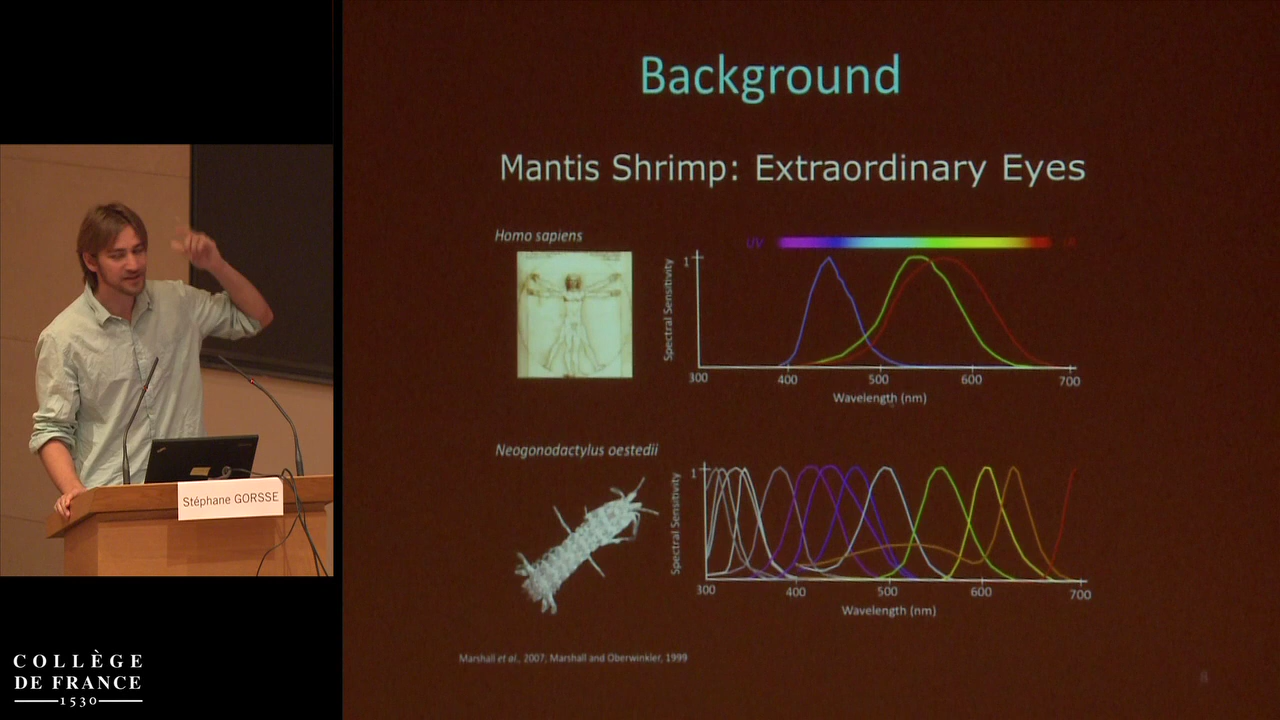 Background
Mantis Shrimp: Extraordinary Eyes
Homo sapiens
UV
IR
Spectral Sensitivity
1
300 400 500 600 700
Wavelength (nm)
Neogonodactylus oestedii
Spectral Sensitivity
1
300 400 500 600 700
Wavelength (nm)
Marshall et al., 2007; Marshall and Oberwinkler, 1999
8
Stéphane GORSSE
COLLÈGE
DE FRANCE
1530